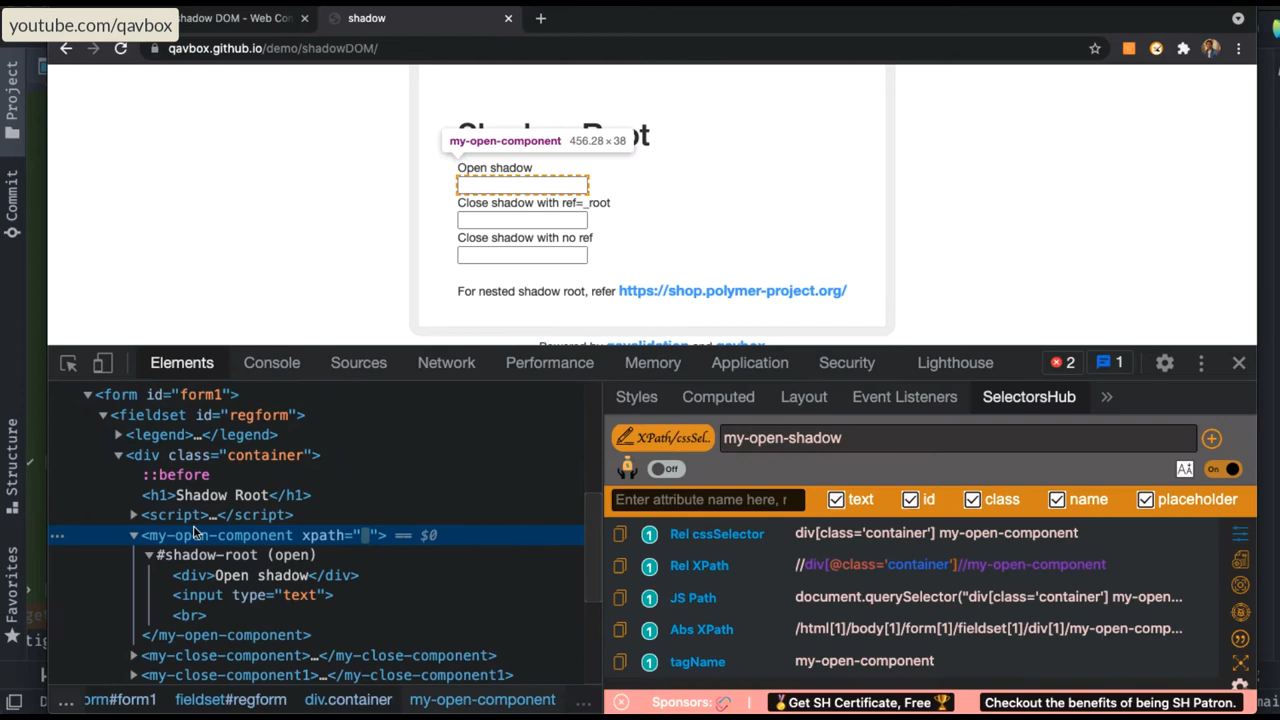 youtube.com/qavbox
shadow DOM - Web Con
shadow
qavbox.github.io/demo/shadowDOM/
Project
Commit
Structure
Favorites
my-open-component 456.28 × 38
Open shadow
Close shadow with ref=_root
Close shadow with no ref
For nested shadow root, refer https://shop.polymer-project.org/
Elements Console Sources Network Performance Memory Application Security Lighthouse 2 1
<form id="form1">
<fieldset id="regform">
<legend>…</legend>
<div class="container">
::before
<h1>Shadow Root</h1>
<script>…</script>
<my-open-component xpath=" "> == $0
#shadow-root (open)
<div>Open shadow</div>
<input type="text">
<br>
</my-open-component>
<my-close-component>…</my-close-component>
<my-close-component1>…</my-close-component1>
... orm#form1 fieldset#regform div.container my-open-component ...
Styles Computed Layout Event Listeners SelectorsHub »
XPath/cssSel.. my-open-shadow
Off On
Enter attribute name here, r text id class name placeholder
1 Rel cssSelector div[class='container'] my-open-component
1 Rel XPath //div[@class='container']//my-open-component
1 JS Path document.querySelector("div[class='container'] my-open...
1 Abs XPath /html[1]/body[1]/form[1]/fieldset[1]/div[1]/my-open-comp...
1 tagName my-open-component
Sponsors: Get SH Certificate, Free Checkout the benefits of being SH Patron.